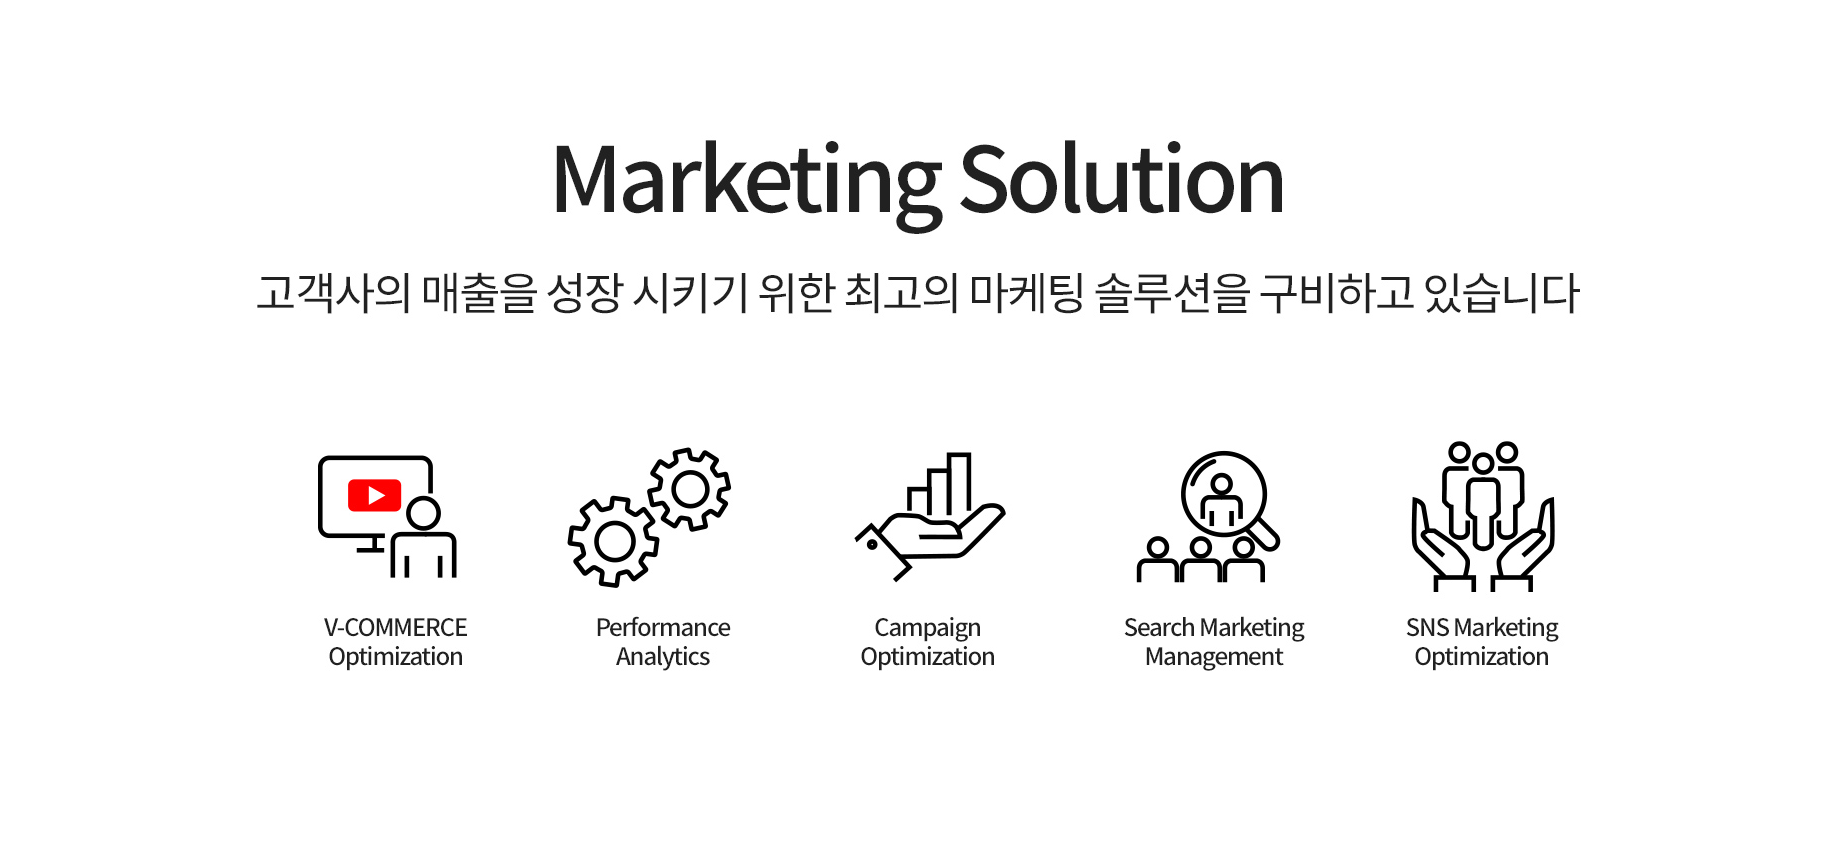 Marketing Solution
고객사의 매출을 성장 시키기 위한 최고의 마케팅 솔루션을 구비하고 있습니다
V-COMMERCE
Optimization
Performance
Analytics
Campaign
Optimization
Search Marketing
Management
SNS Marketing
Optimization